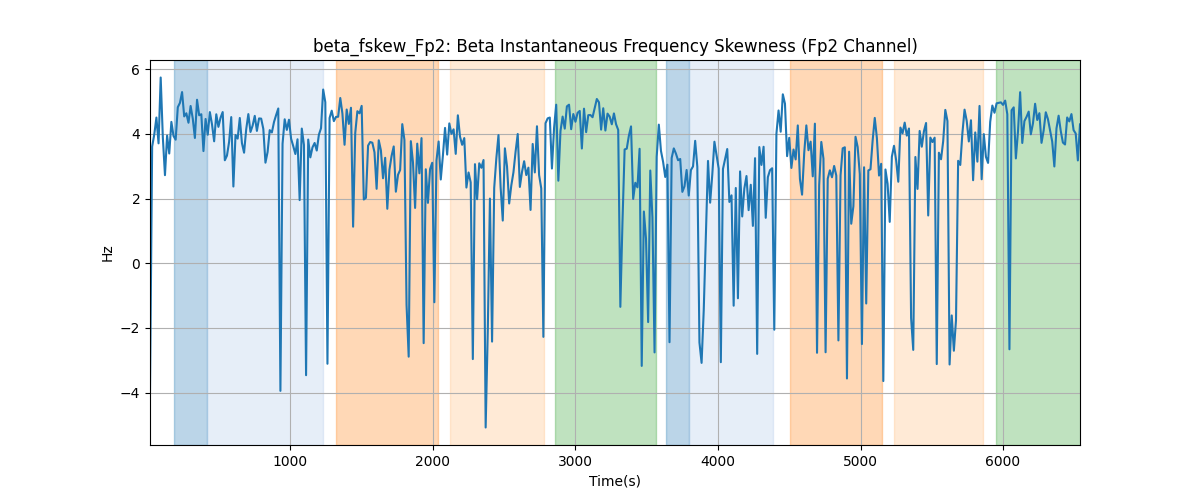 beta_fskew_Fp2: Beta Instantaneous Frequency Skewness (Fp2 Channel)
6
4
2
0
−2
−4
Hz
1000 2000 3000 4000 5000 6000
Time(s)